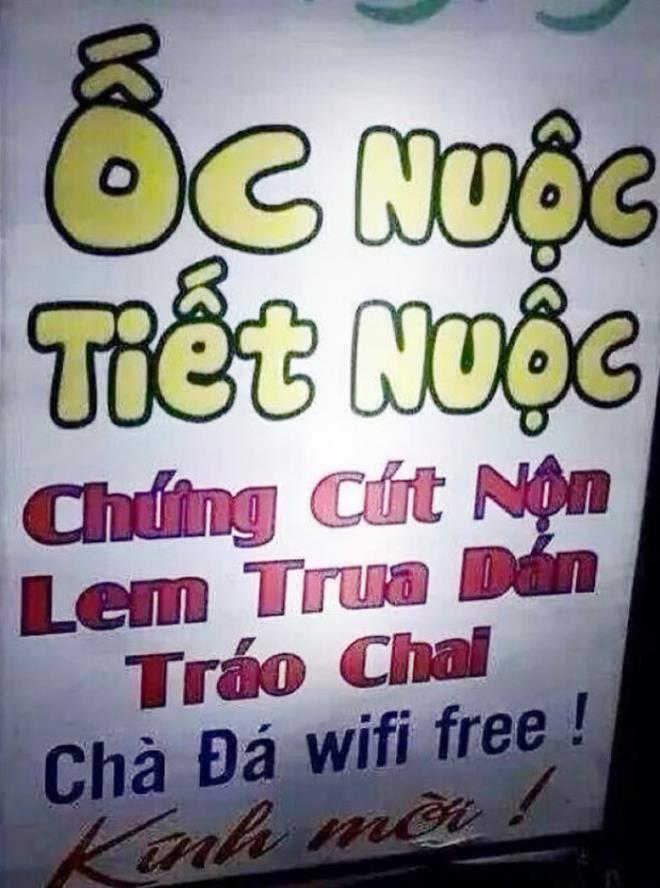 Ốc Nuộc
Tiết Nuộc
Chứng Cút Nộn
Lem Trua Dán
Tráo Chai
Chà Đá wifi free !
Kính mời !